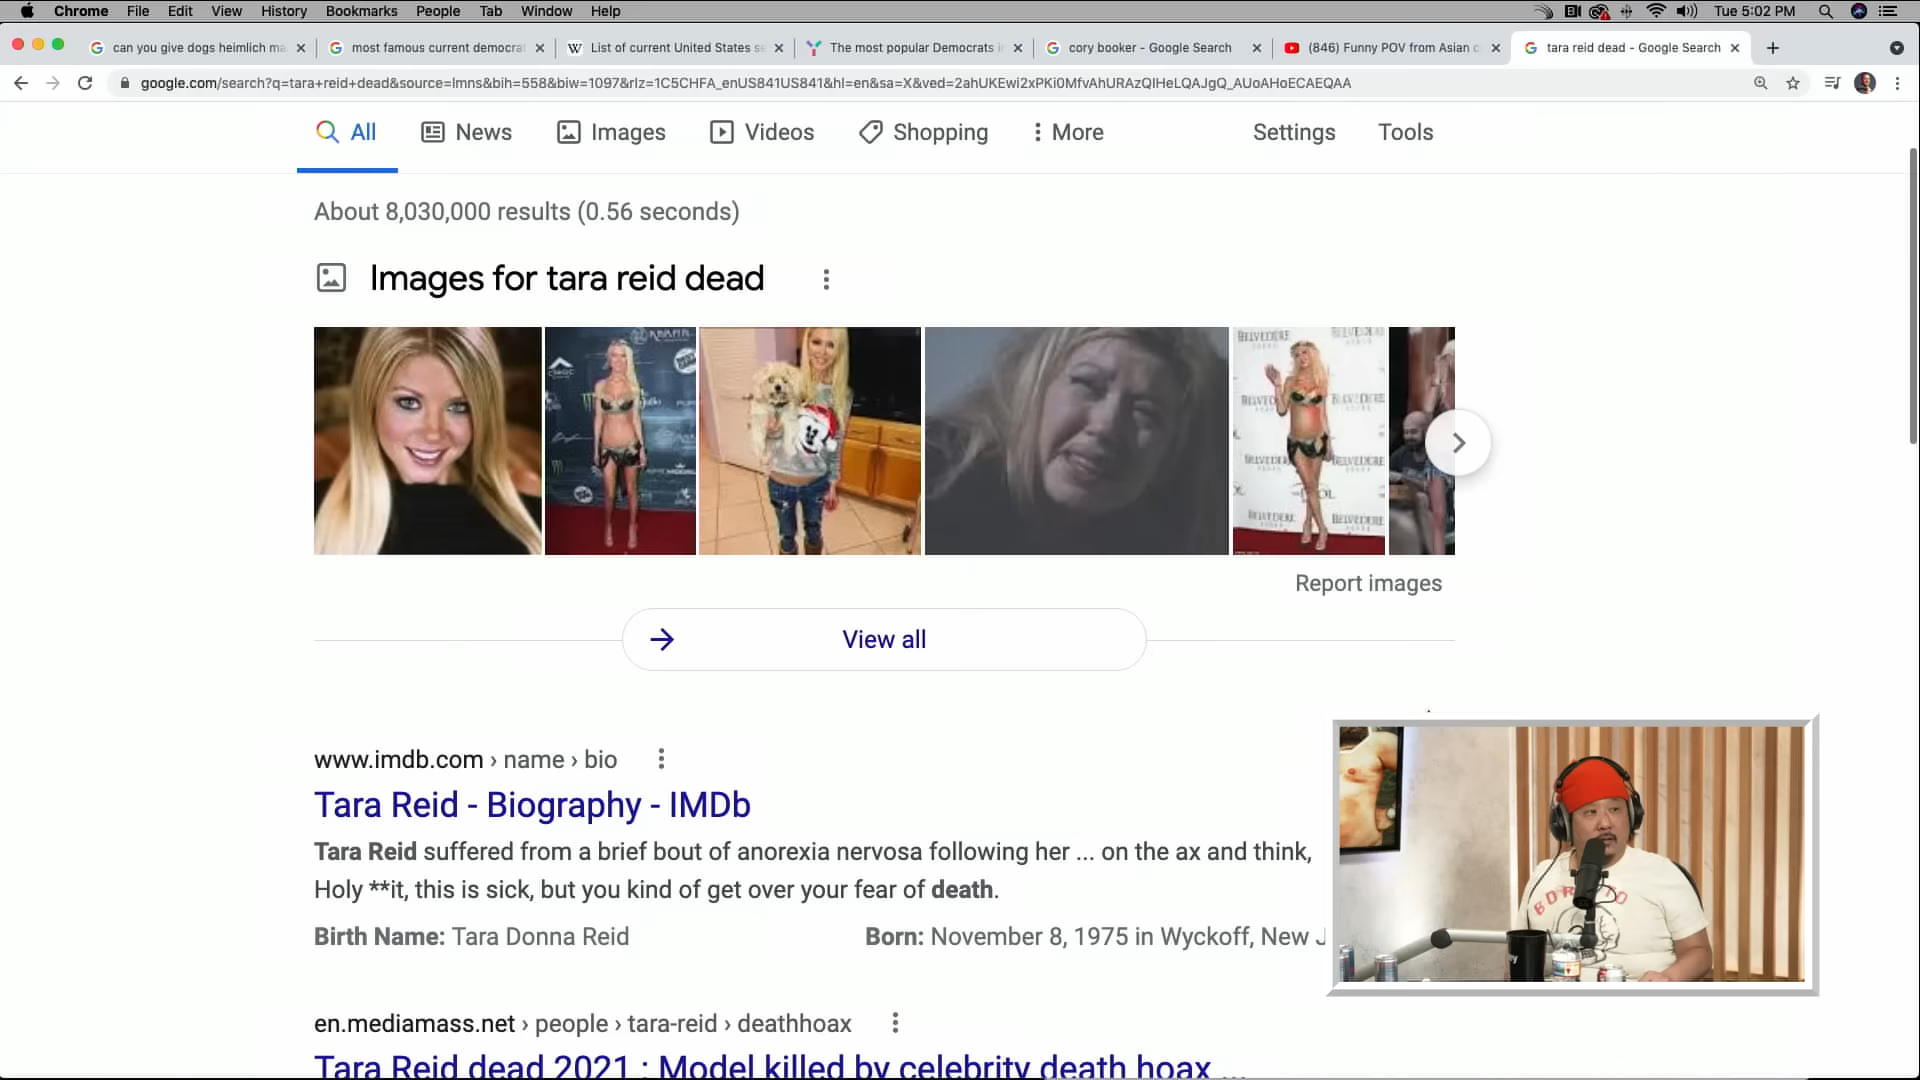 Chrome File Edit View History Bookmarks People Tab Window Help Tue 5:02 PM
can you give dogs heimlich ma
most famous current democrat
List of current United States se
The most popular Democrats i
cory booker - Google Search
(846) Funny POV from Asian c
tara reid dead - Google Search
google.com/search?q=tara+reid+dead&source=lmns&bih=558&biw=1097&rlz=1C5CHFA_enUS841US841&hl=en&sa=X&ved=2ahUKEwi2xPKi0MfvAhURAzQIHeLQAJgQ_AUoAHoECAEQAA
All News Images Videos Shopping More Settings Tools
About 8,030,000 results (0.56 seconds)
Images for tara reid dead
BELVEDERE
Report images
View all
www.imdb.com › name › bio
Tara Reid - Biography - IMDb
Tara Reid suffered from a brief bout of anorexia nervosa following her ... on the ax and think,
Holy **it, this is sick, but you kind of get over your fear of death.
Birth Name: Tara Donna Reid Born: November 8, 1975 in Wyckoff, New J
en.mediamass.net › people › tara-reid › deathhoax
Tara Reid dead 2021 : Model killed by celebrity death hoax ...